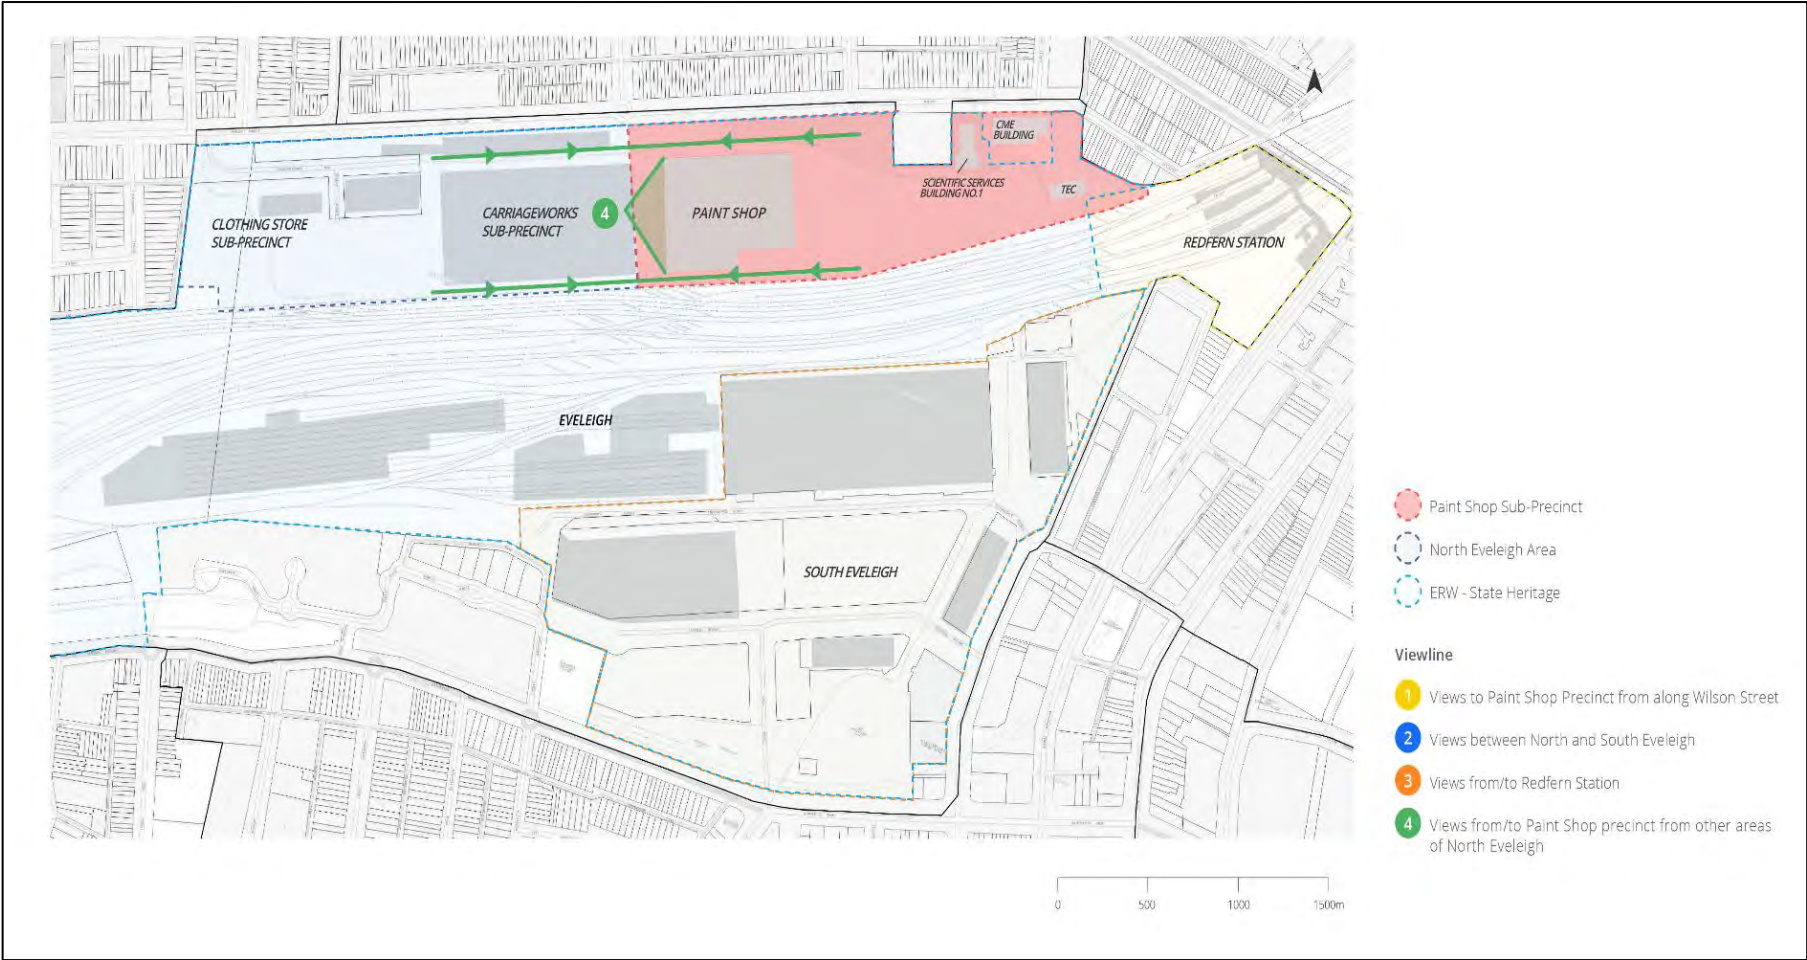 CME
BUILDING
SCIENTIFIC SERVICES
BUILDING NO.1
TEC
CLOTHING STORE
SUB-PRECINCT
CARRIAGEWORKS
SUB-PRECINCT
4
PAINT SHOP
REDFERN STATION
EVELEIGH
SOUTH EVELEIGH
Paint Shop Sub-Precinct
North Eveleigh Area
ERW - State Heritage
Viewline
1 Views to Paint Shop Precinct from along Wilson Street
2 Views between North and South Eveleigh
3 Views from/to Redfern Station
4 Views from/to Paint Shop precinct from other areas
of North Eveleigh
0 500 1000 1500m